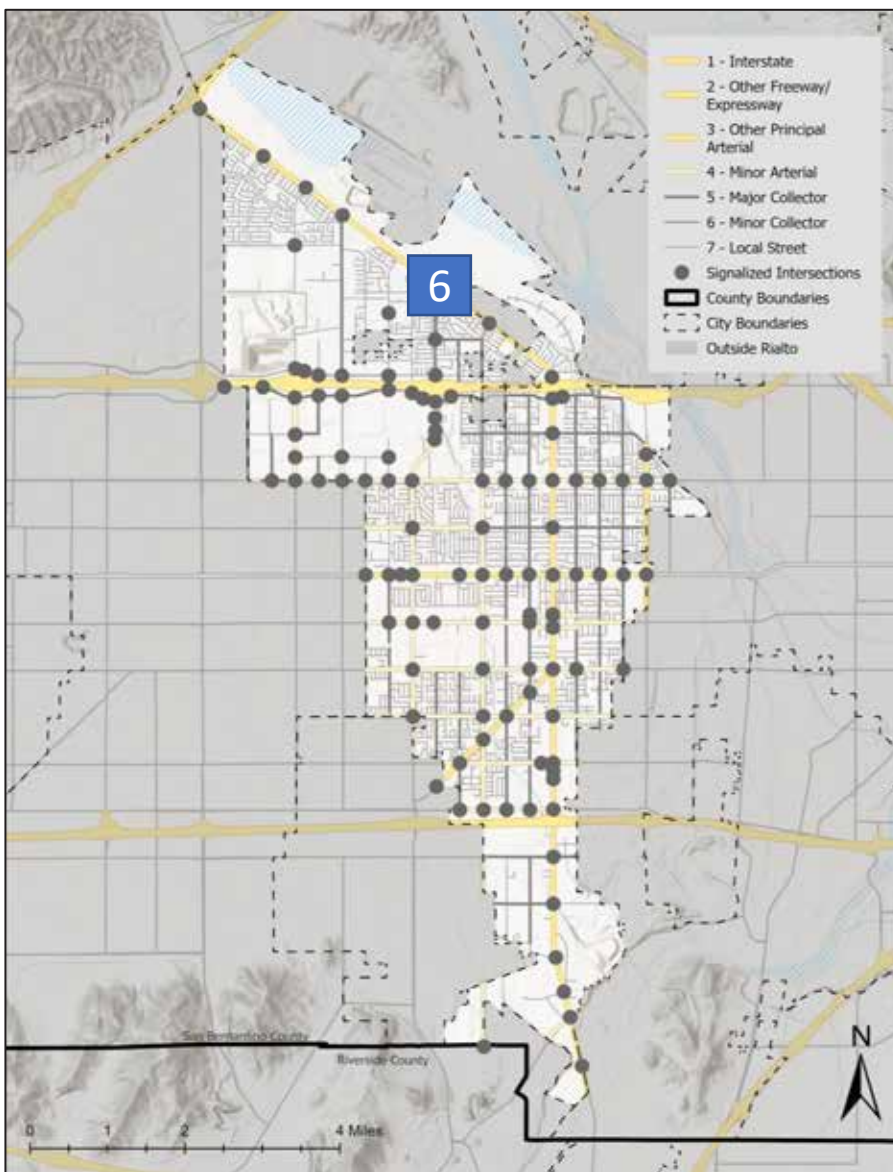 1 - Interstate
2 - Other Freeway/
Expressway
3 - Other Principal
Arterial
4 - Minor Arterial
5 - Major Collector
6 - Minor Collector
7 - Local Street
Signalized Intersections
County Boundaries
City Boundaries
Outside Rialto
6
San Bernardino County
Riverside County
N
0 2 4 Miles